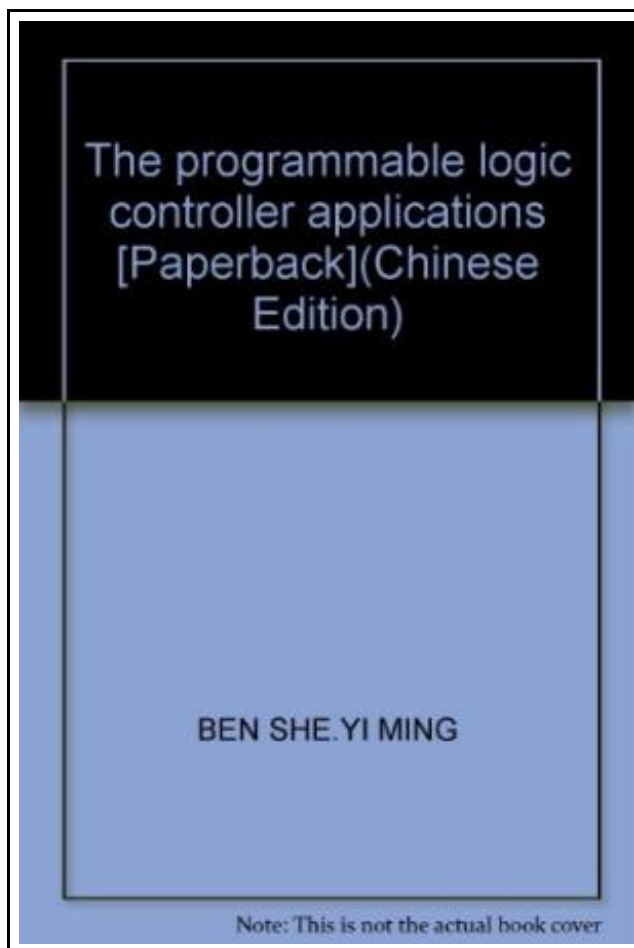 The programmable logic
controller applications
[Paperback](Chinese
Edition)
BEN SHE.YI MING
Note: This is not the actual book cover